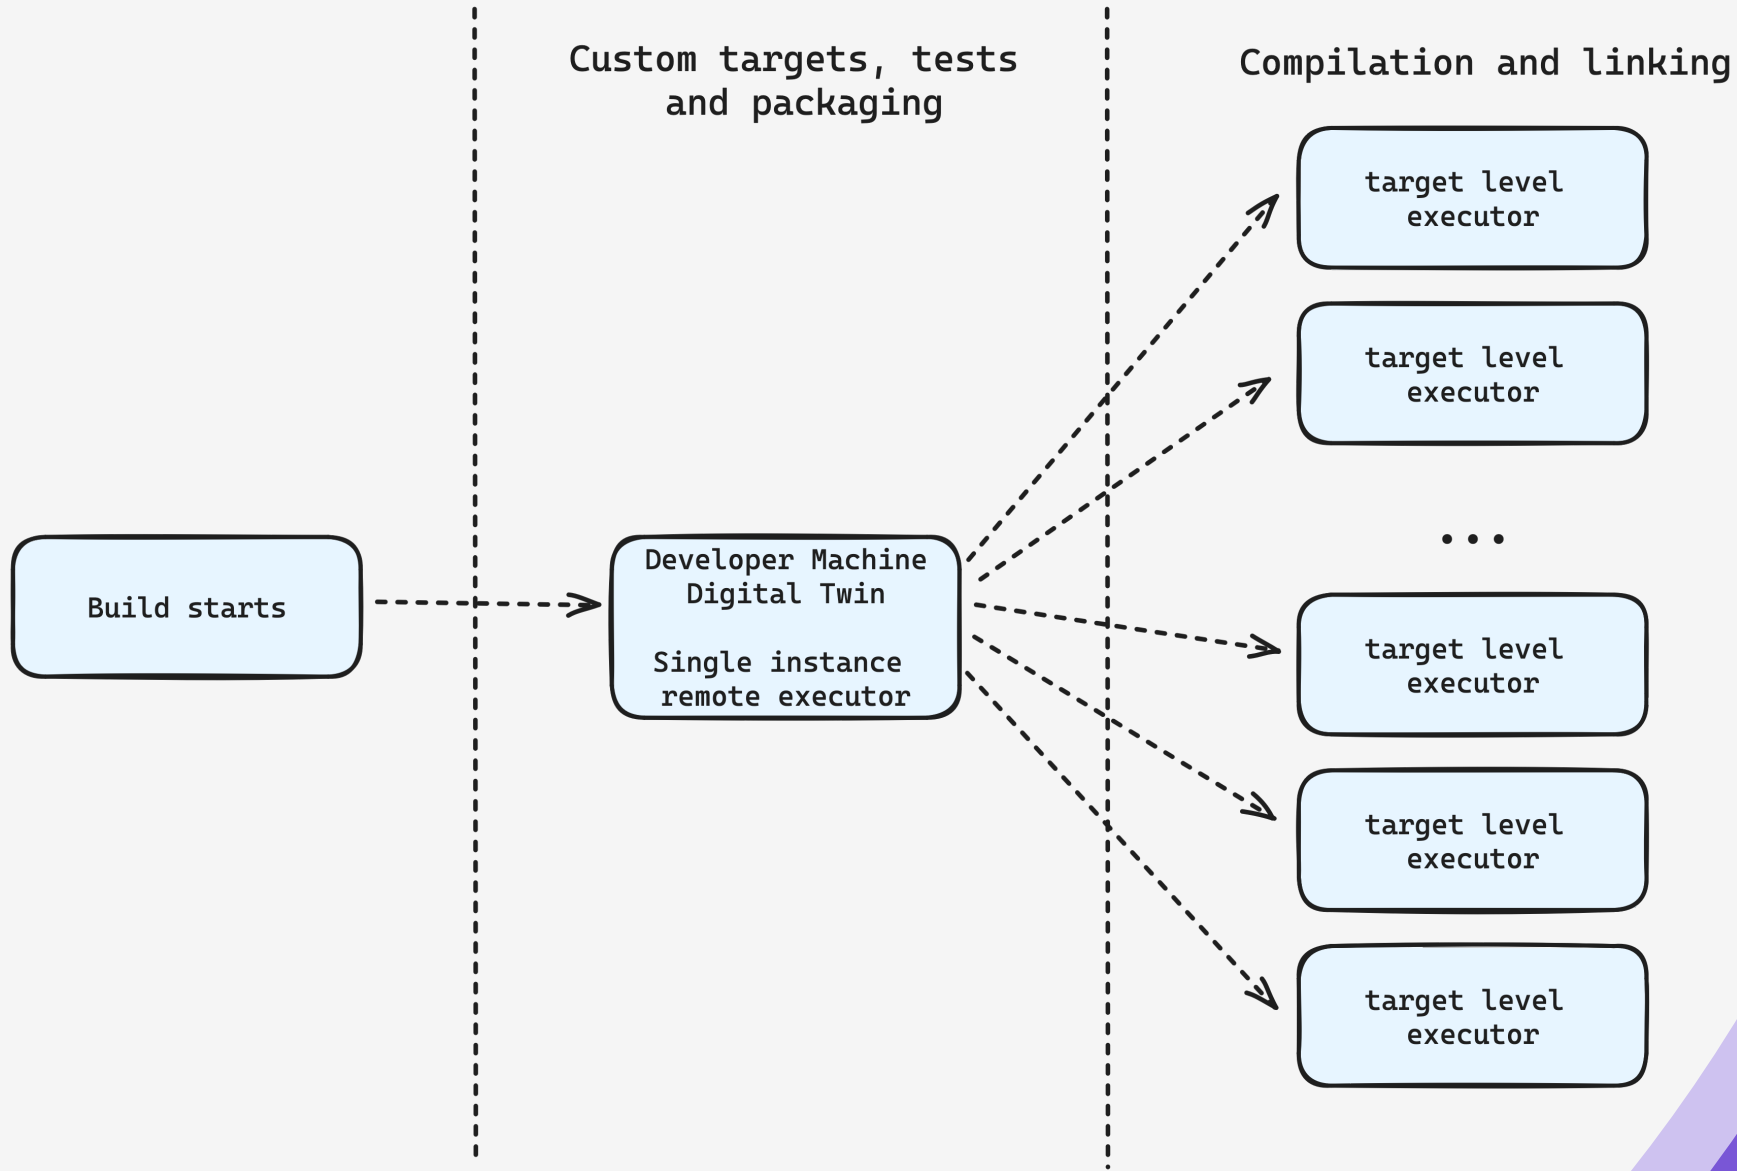 Custom targets, tests
and packaging
Compilation and linking
Build starts
Developer Machine
Digital Twin
Single instance
remote executor
target level
executor
target level
executor
...
target level
executor
target level
executor
target level
executor